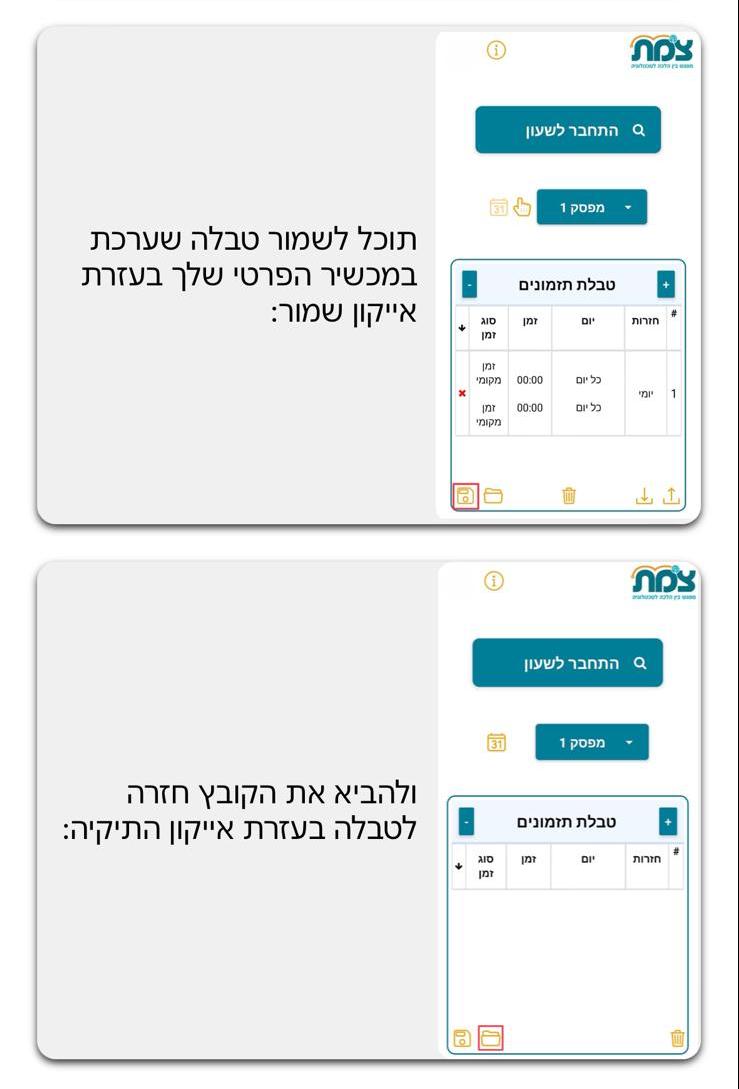 צמת
מפגש בין הלכה לטכנולוגיה
התחבר לשעון
מפסק 1
31
תוכל לשמור טבלה שערכת
במכשיר הפרטי שלך בעזרת
אייקון שמור:
+ טבלת תזמונים -
# חזרות יום זמן סוג זמן
1 יומי
כל יום 00:00 זמן מקומי
כל יום 00:00 זמן מקומי
צמת
מפגש בין הלכה לטכנולוגיה
התחבר לשעון
מפסק 1
31
ולהביא את הקובץ חזרה
לטבלה בעזרת אייקון התיקיה:
+ טבלת תזמונים -
# חזרות יום זמן סוג זמן